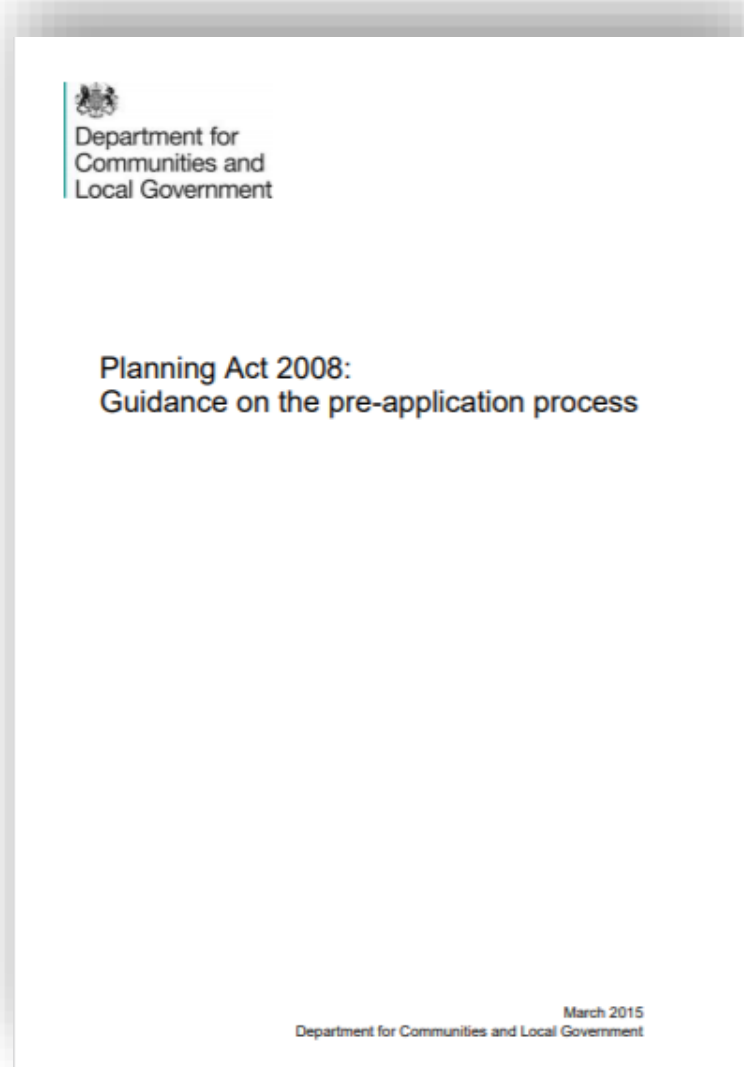 Department for
Communities and
Local Government
Planning Act 2008:
Guidance on the pre-application process
March 2015
Department for Communities and Local Government